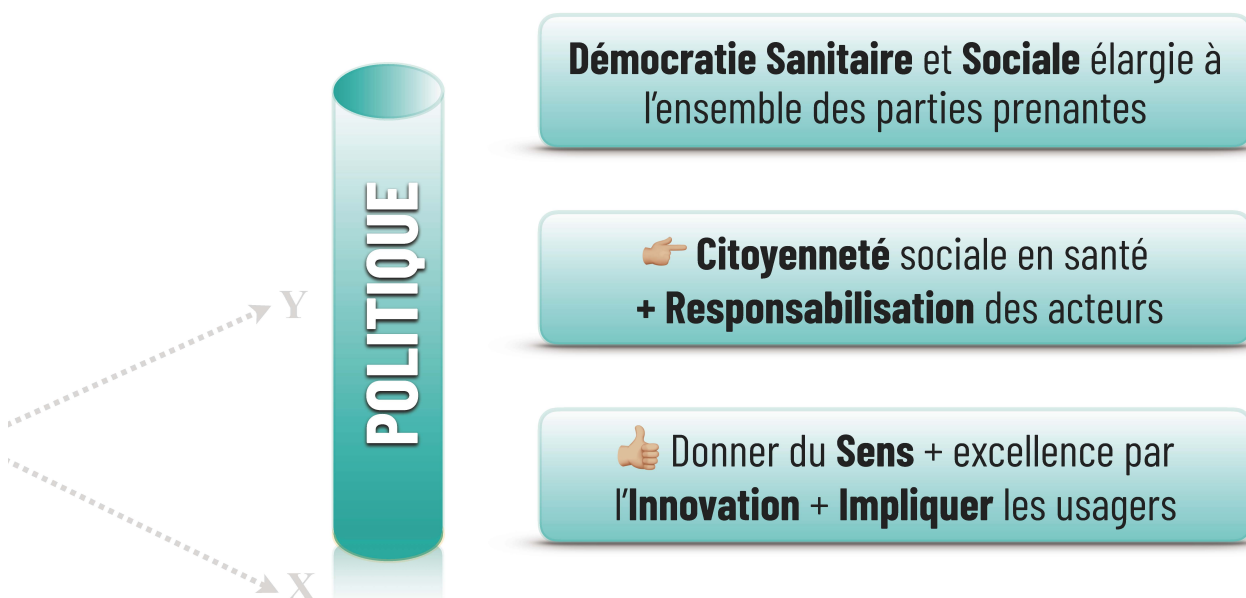 Démocratie Sanitaire et Sociale élargie à
l'ensemble des parties prenantes
POLITIQUE
👉🏼 Citoyenneté sociale en santé
+ Responsabilisation des acteurs
Y
👍🏼 Donner du Sens + excellence par
l'Innovation + Impliquer les usagers
X